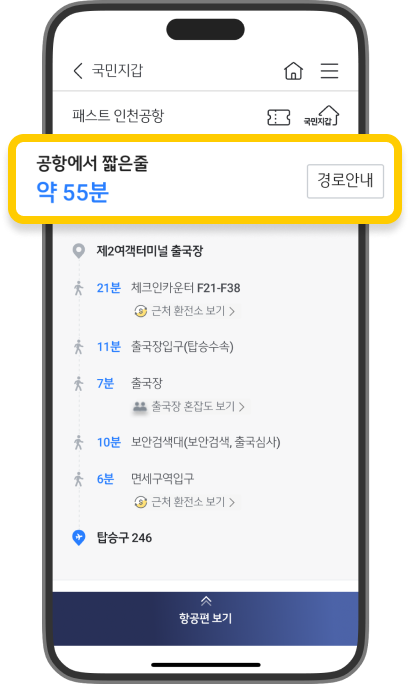 국민지갑
패스트 인천공항
국민지갑
공항에서 짧은줄
약 55분
경로안내
제2여객터미널 출국장
21분 체크인카운터 F21-F38
근처 환전소 보기 >
11분 출국장입구(탑승수속)
7분 출국장
출국장 혼잡도 보기 >
10분 보안검색대(보안검색, 출국심사)
6분 면세구역입구
근처 환전소 보기 >
탑승구 246
항공편 보기